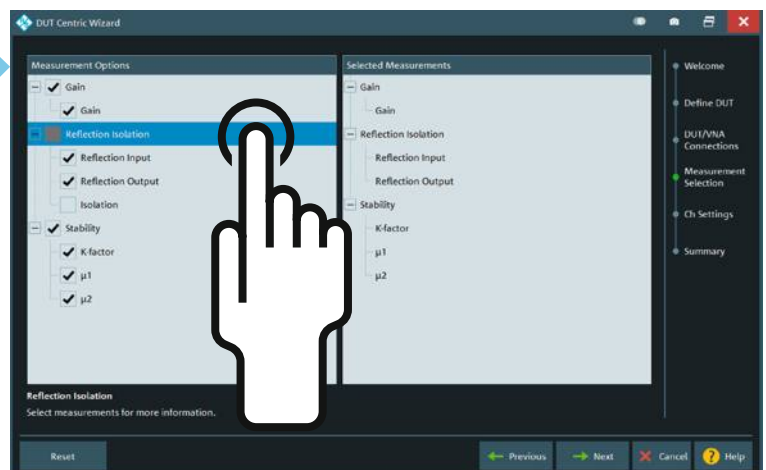 DUT Centric Wizard
Measurement Options
Gain
Gain
Reflection Isolation
Reflection Input
Reflection Output
Isolation
Stability
K-factor
μ1
μ2
Selected Measurements
Gain
Gain
Reflection Isolation
Reflection Input
Reflection Output
Stability
K-factor
μ1
μ2
Welcome
Define DUT
DUT/VNA
Connections
Measurement
Selection
Ch Settings
Summary
Reflection Isolation
Select measurements for more information.
Reset
Previous
Next
Cancel
? Help